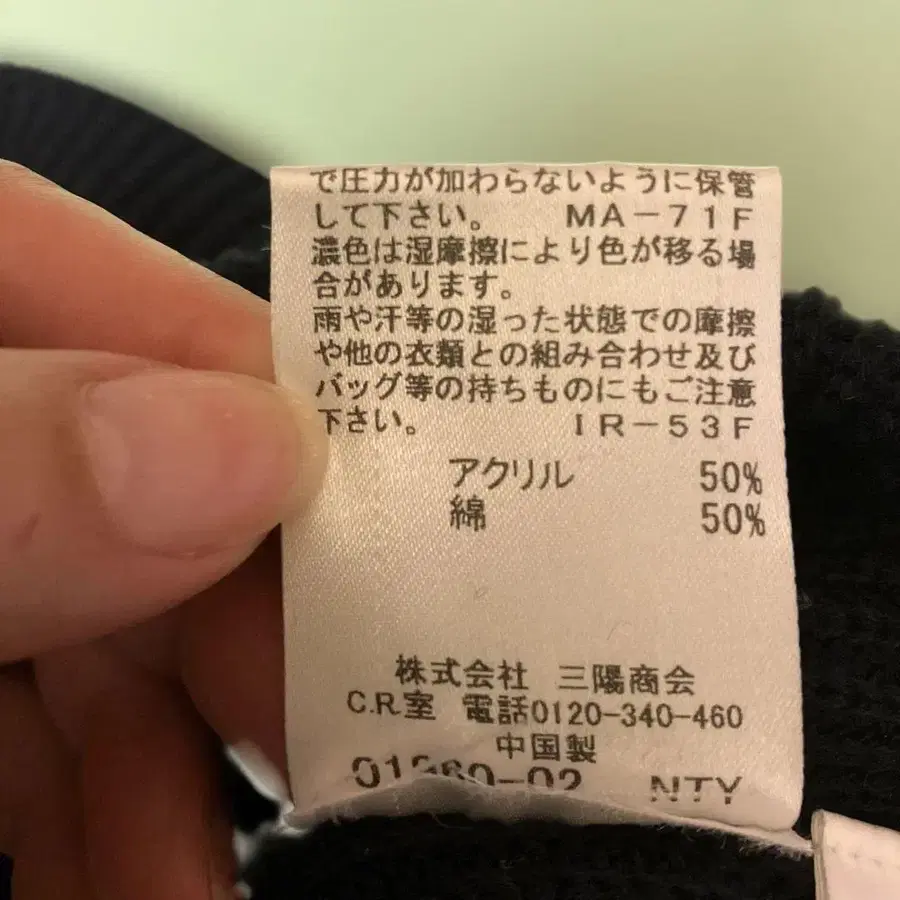 で圧力が加わらないように保管
して下さい。 MA-71F
濃色は湿摩擦により色が移る場
合があります。
雨や汗等の湿った状態での摩擦
や他の衣類との組み合わせ及び
バッグ等の持ちものにもご注意
下さい。 IR-53F
アクリル 50%
綿 50%
株式会社 三陽商会
C.R.室 電話0120-340-460
中国製
NTY